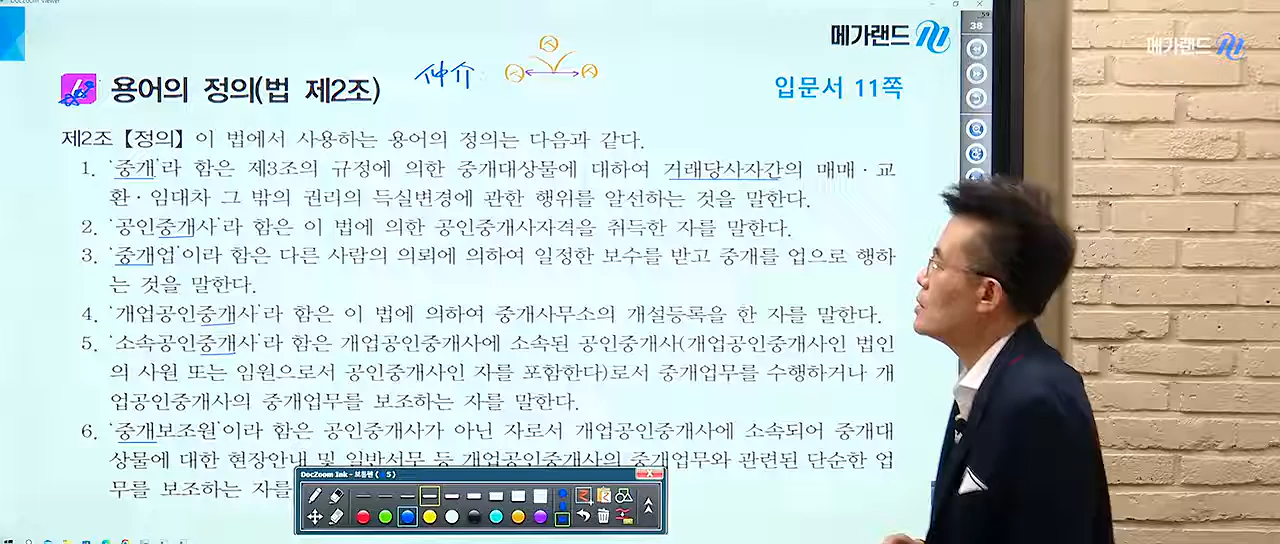 DocZoom Viewer
메가랜드
메가랜드
38
仲介
용어의 정의(법 제2조)
입문서 11쪽
제2조【정의】이 법에서 사용하는 용어의 정의는 다음과 같다.
1. ‘중개’라 함은 제3조의 규정에 의한 중개대상물에 대하여 거래당사자간의 매매·교
환·임대차 그 밖의 권리의 득실변경에 관한 행위를 알선하는 것을 말한다.
2. ‘공인중개사’라 함은 이 법에 의한 공인중개사자격을 취득한 자를 말한다.
3. ‘중개업’이라 함은 다른 사람의 의뢰에 의하여 일정한 보수를 받고 중개를 업으로 행하
는 것을 말한다.
4. ‘개업공인중개사’라 함은 이 법에 의하여 중개사무소의 개설등록을 한 자를 말한다.
5. ‘소속공인중개사’라 함은 개업공인중개사에 소속된 공인중개사(개업공인중개사인 법인
의 사원 또는 임원으로서 공인중개사인 자를 포함한다)로서 중개업무를 수행하거나 개
업공인중개사의 중개업무를 보조하는 자를 말한다.
6. ‘중개보조원’이라 함은 공인중개사가 아닌 자로서 개업공인중개사에 소속되어 중개대
상물에 대한 현장안내 및 일반서무 등 개업공인중개사의 중개업무와 관련된 단순한 업
무를 보조하는 자를
DocZoom Ink - 보통펜 ( 5 )